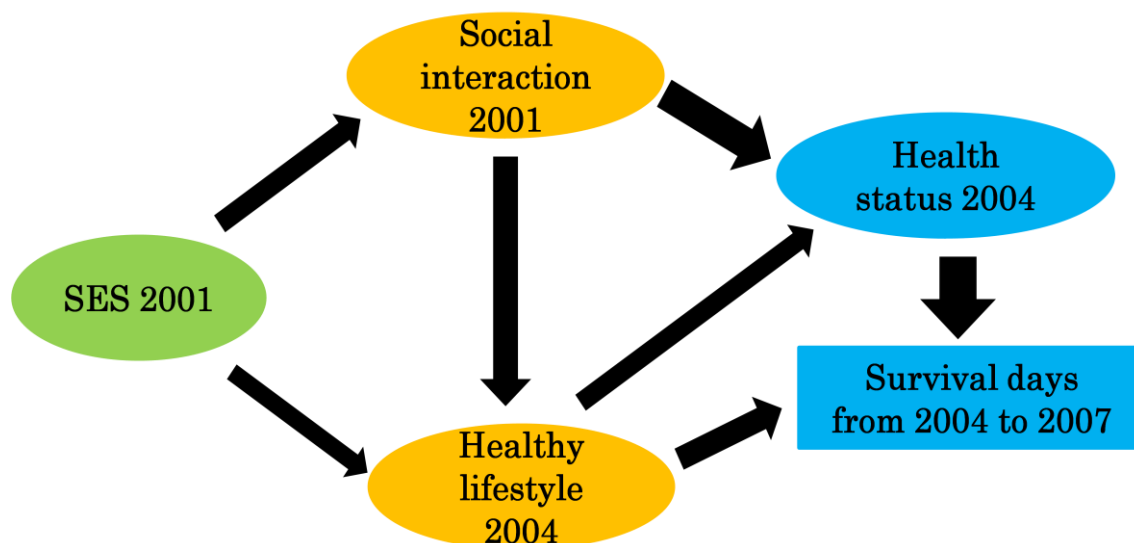 Social
interaction
2001
Health
status 2004
SES 2001
Survival days
from 2004 to 2007
Healthy
lifestyle
2004